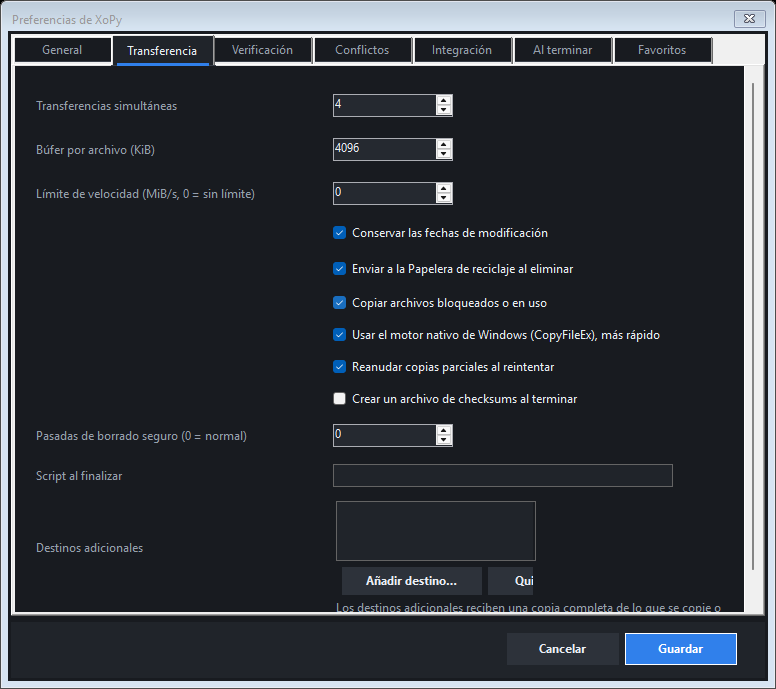 Preferencias de XoPy
General
Transferencia
Verificación
Conflictos
Integración
Al terminar
Favoritos
Transferencias simultáneas
4
Búfer por archivo (KiB)
4096
Límite de velocidad (MiB/s, 0 = sin límite)
0
Conservar las fechas de modificación
Enviar a la Papelera de reciclaje al eliminar
Copiar archivos bloqueados o en uso
Usar el motor nativo de Windows (CopyFileEx), más rápido
Reanudar copias parciales al reintentar
Crear un archivo de checksums al terminar
Pasadas de borrado seguro (0 = normal)
0
Script al finalizar
Destinos adicionales
Añadir destino...
Qui
Los destinos adicionales reciben una copia completa de lo que se copie o
Cancelar
Guardar